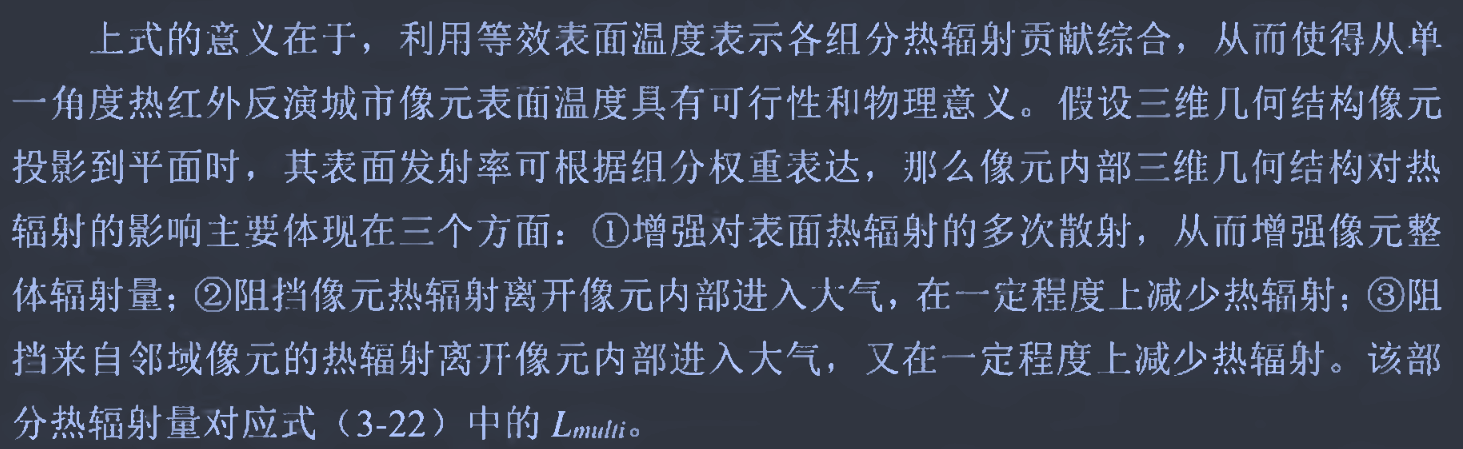 上式的意义在于，利用等效表面温度表示各组分热辐射贡献综合，从而使得从单
一角度热红外反演城市像元表面温度具有可行性和物理意义。假设三维几何结构像元
投影到平面时，其表面发射率可根据组分权重表达，那么像元内部三维几何结构对热
辐射的影响主要体现在三个方面：①增强对表面热辐射的多次散射，从而增强像元整
体辐射量；②阻挡像元热辐射离开像元内部进入大气，在一定程度上减少热辐射；③阻
挡来自邻域像元的热辐射离开像元内部进入大气，又在一定程度上减少热辐射。该部
分热辐射量对应式（3-22）中的 Lmulti。